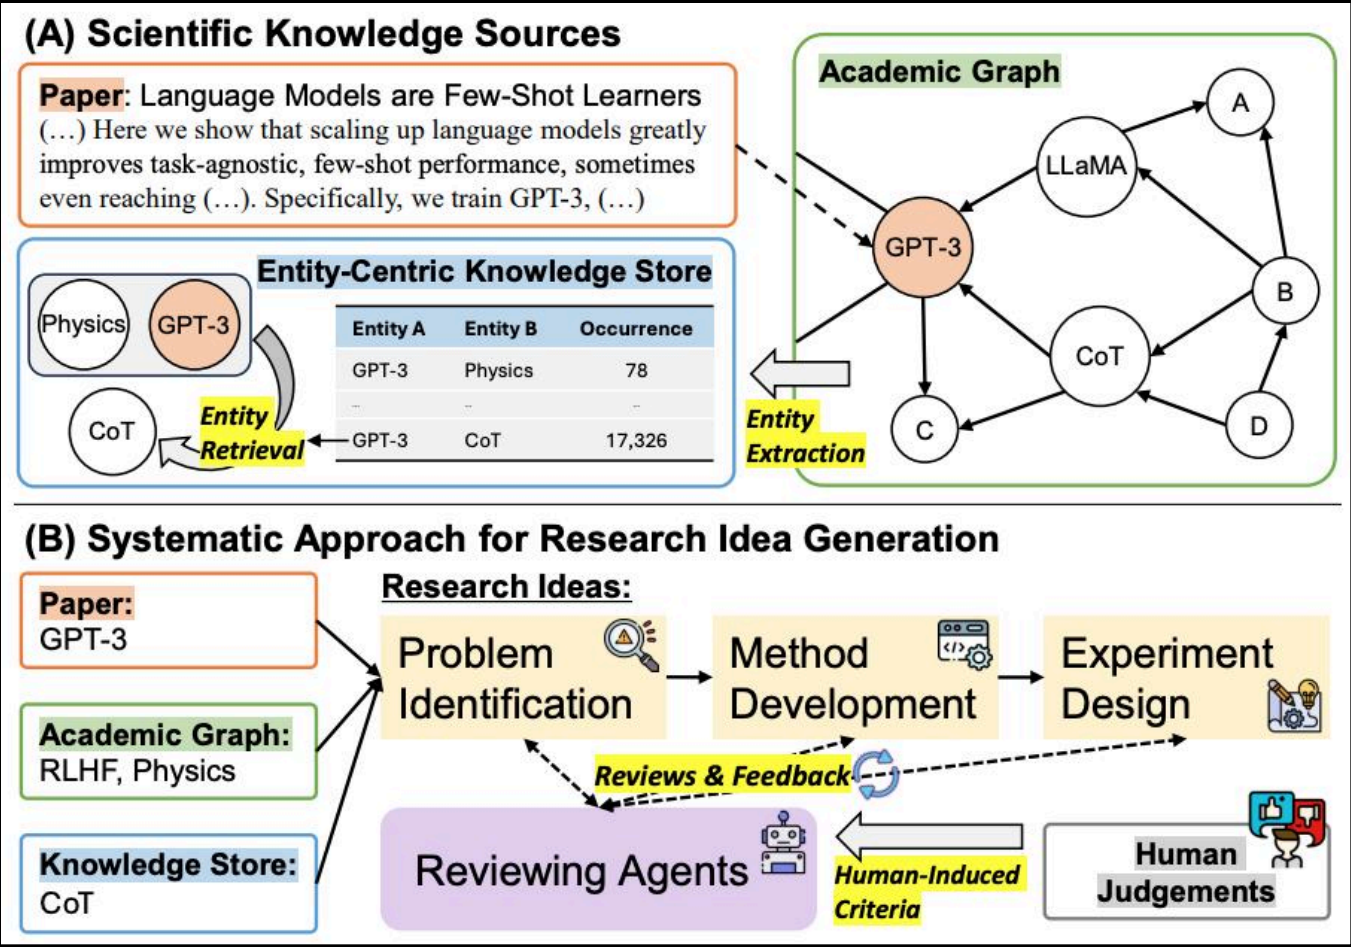 (A) Scientific Knowledge Sources
Paper: Language Models are Few-Shot Learners
(…) Here we show that scaling up language models greatly
improves task-agnostic, few-shot performance, sometimes
even reaching (…). Specifically, we train GPT-3, (…)
Academic Graph
A
LLaMA
GPT-3
B
CoT
C
D
Entity-Centric Knowledge Store
Physics
GPT-3
CoT
Entity
Retrieval
Entity A Entity B Occurrence
GPT-3 Physics 78
... .. ..
GPT-3 CoT 17,326
Entity
Extraction
(B) Systematic Approach for Research Idea Generation
Paper:
GPT-3
Academic Graph:
RLHF, Physics
Knowledge Store:
CoT
Research Ideas:
Problem
Identification
Method
Development
Experiment
Design
</>
Reviews & Feedback
Reviewing Agents
Human-Induced
Criteria
Human
Judgements